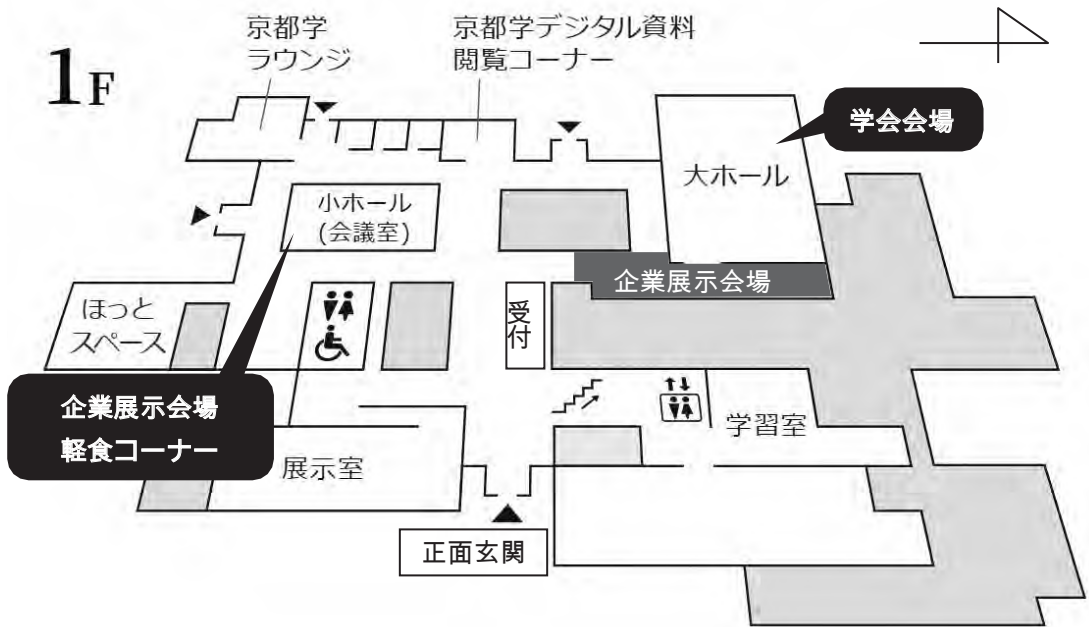 1F
京都学
ラウンジ
京都学デジタル資料
閲覧コーナー
学会会場
大ホール
小ホール
(会議室)
企業展示会場
ほっと
スペース
受付
企業展示会場
軽食コーナー
学習室
展示室
正面玄関